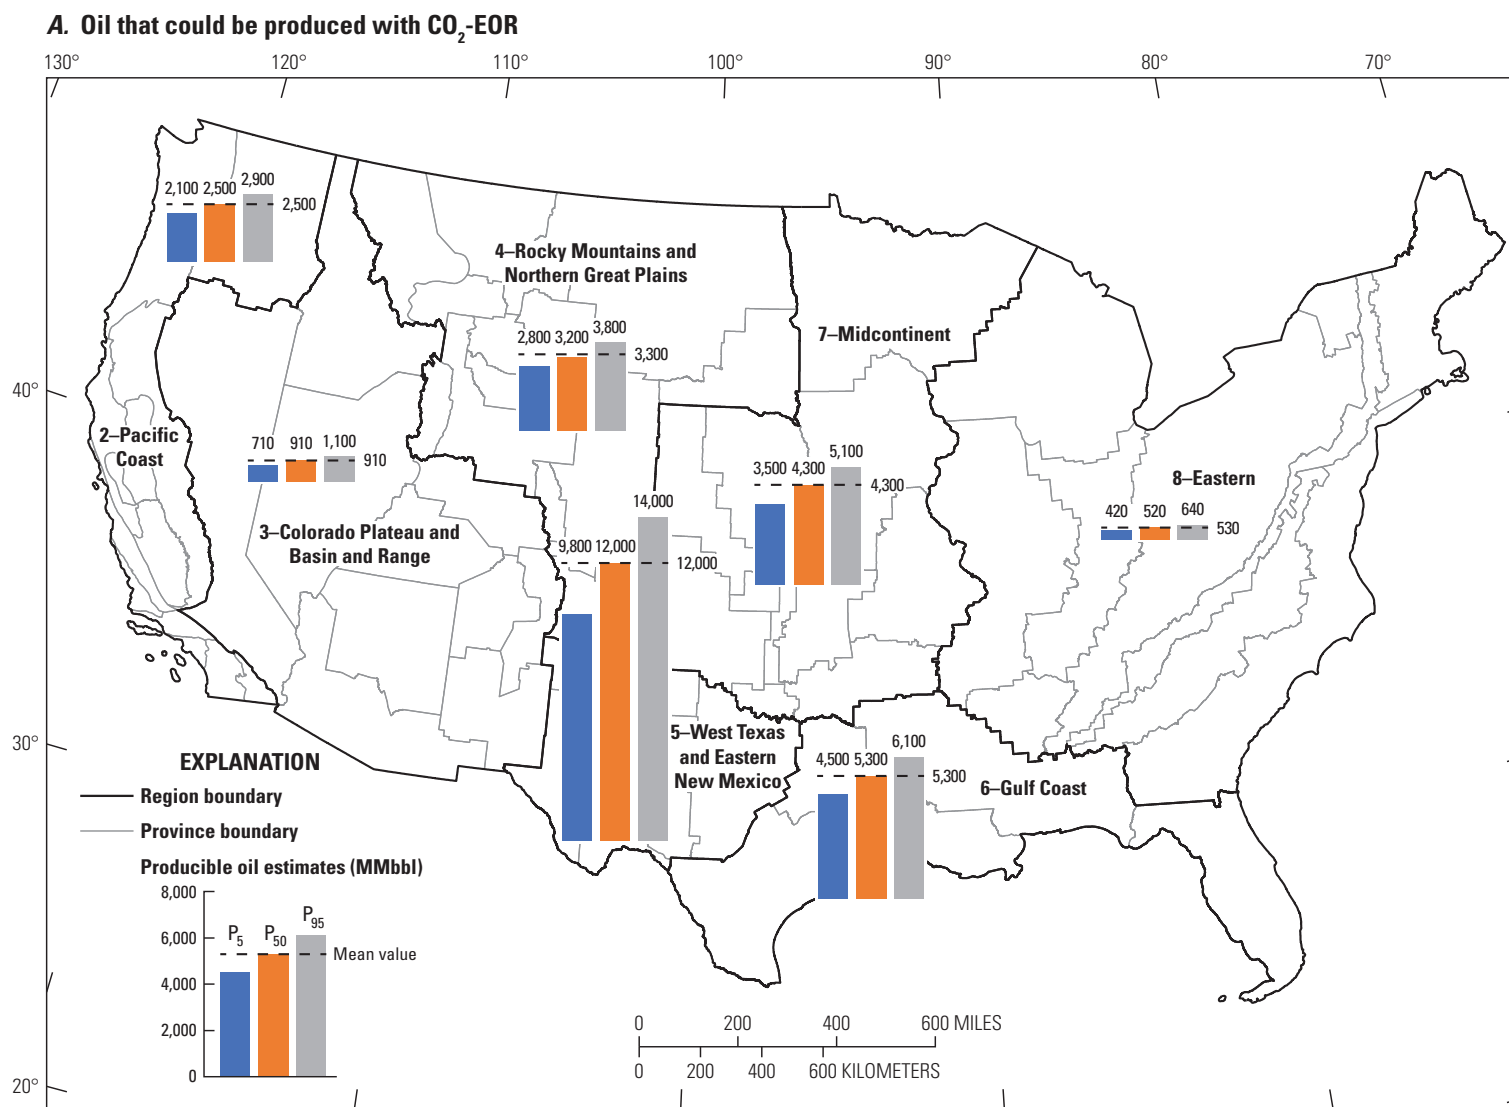 A. Oil that could be produced with CO2-EOR
130° 120° 110° 100° 90° 80° 70°
40°
30°
20°
2,100 2,500 2,900
2,500
4–Rocky Mountains and
Northern Great Plains
2,800 3,200 3,800
3,300
7–Midcontinent
2–Pacific
Coast
710 910 1,100
910
3–Colorado Plateau and
Basin and Range
3,500 4,300 5,100
4,300
8–Eastern
420 520 640
530
9,800 12,000 14,000
12,000
5–West Texas
and Eastern
New Mexico
4,500 5,300 6,100
5,300
6–Gulf Coast
EXPLANATION
Region boundary
Province boundary
Producible oil estimates (MMbbl)
8,000
6,000
4,000
2,000
0
P5 P50 P95
Mean value
0 200 400 600 MILES
0 200 400 600 KILOMETERS